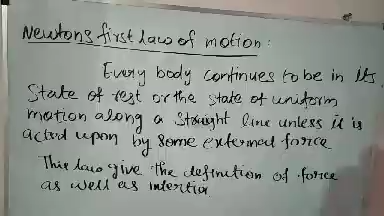 Newtons first law of motion:
Every body continues to be in its
State of rest or the state of uniform
motion along a straight line unless it is
acted upon by some external force
This law give the definition of force
as well as intertia